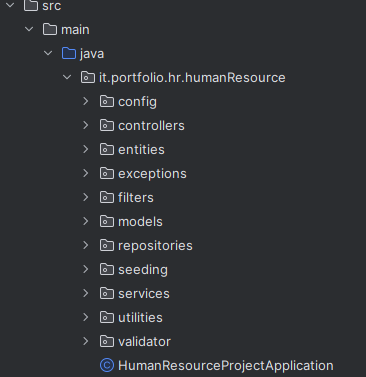 src
main
java
it.portfolio.hr.humanResource
config
controllers
entities
exceptions
filters
models
repositories
seeding
services
utilities
validator
HumanResourceProjectApplication